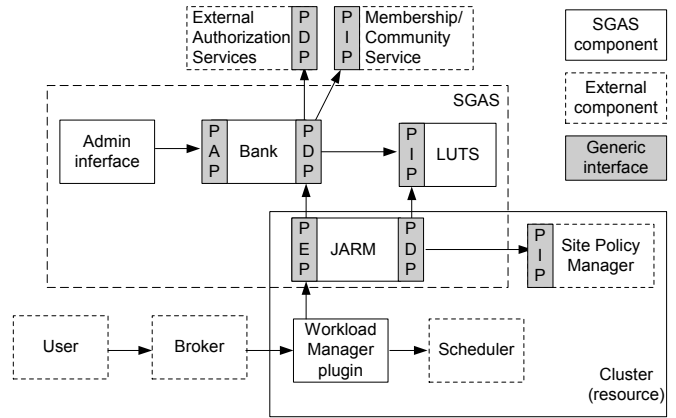 External
Authorization
Services
P
D
P
P
I
P
Membership/
Community
Service
SGAS
component
External
component
Generic
interface
SGAS
Admin
inferface
P
A
P
Bank
P
D
P
P
I
P
LUTS
P
E
P
JARM
P
D
P
P
I
P
Site Policy
Manager
User
Broker
Workload
Manager
plugin
Scheduler
Cluster
(resource)